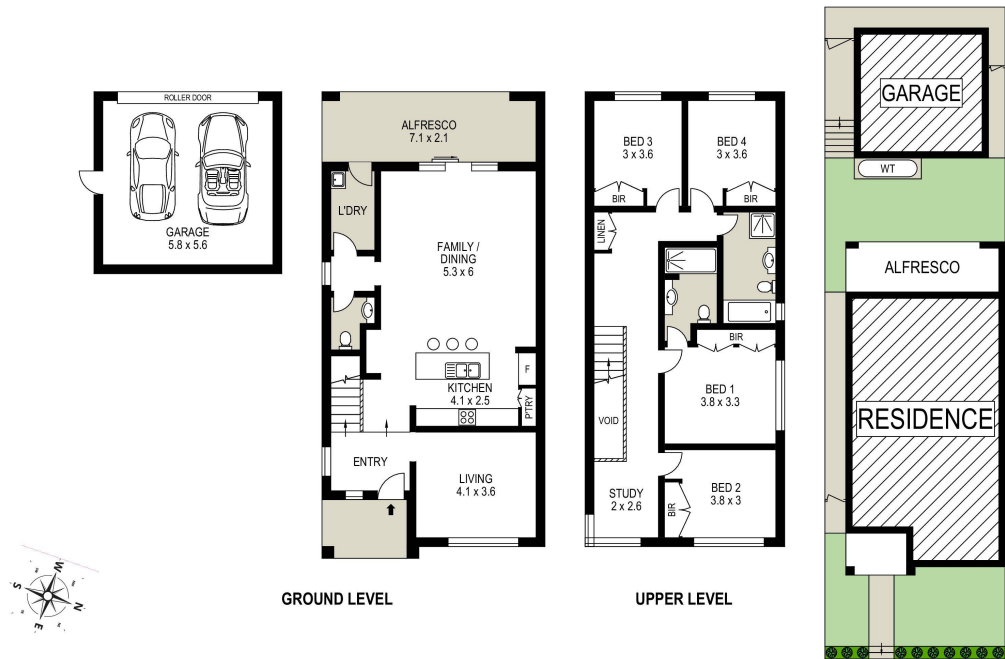 ROLLER DOOR
GARAGE
5.8 x 5.6
ALFRESCO
7.1 x 2.1
L'DRY
FAMILY /
DINING
5.3 x 6
F
KITCHEN
4.1 x 2.5
P'TRY
ENTRY
LIVING
4.1 x 3.6
GROUND LEVEL
BED 3
3 x 3.6
BIR
BED 4
3 x 3.6
BIR
LINEN
BIR
BED 1
3.8 x 3.3
VOID
STUDY
2 x 2.6
BIR
BED 2
3.8 x 3
UPPER LEVEL
GARAGE
WT
ALFRESCO
RESIDENCE
W
S
N
E